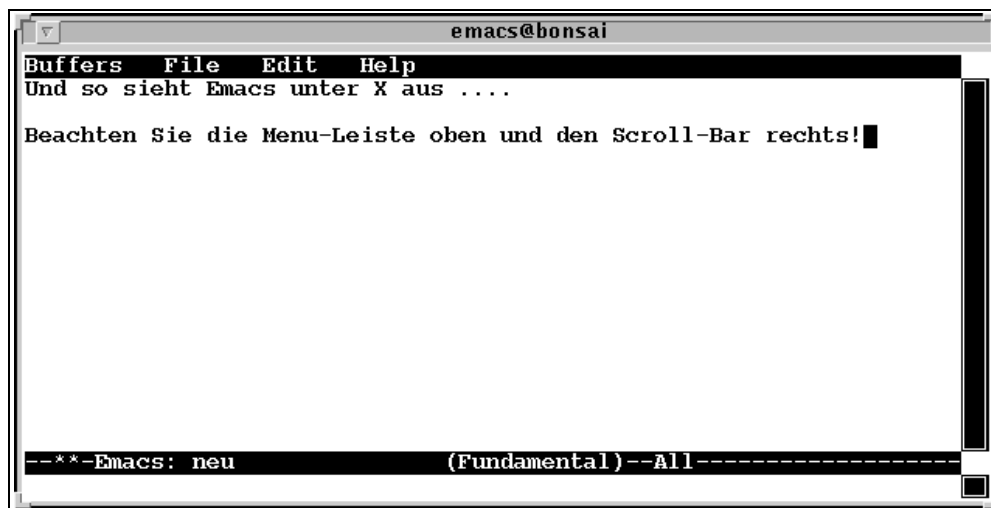 emacs@bonsai
Buffers File Edit Help
Und so sieht Emacs unter X aus ....
Beachten Sie die Menu-Leiste oben und den Scroll-Bar rechts!
--**-Emacs: neu (Fundamental)--All-------------------